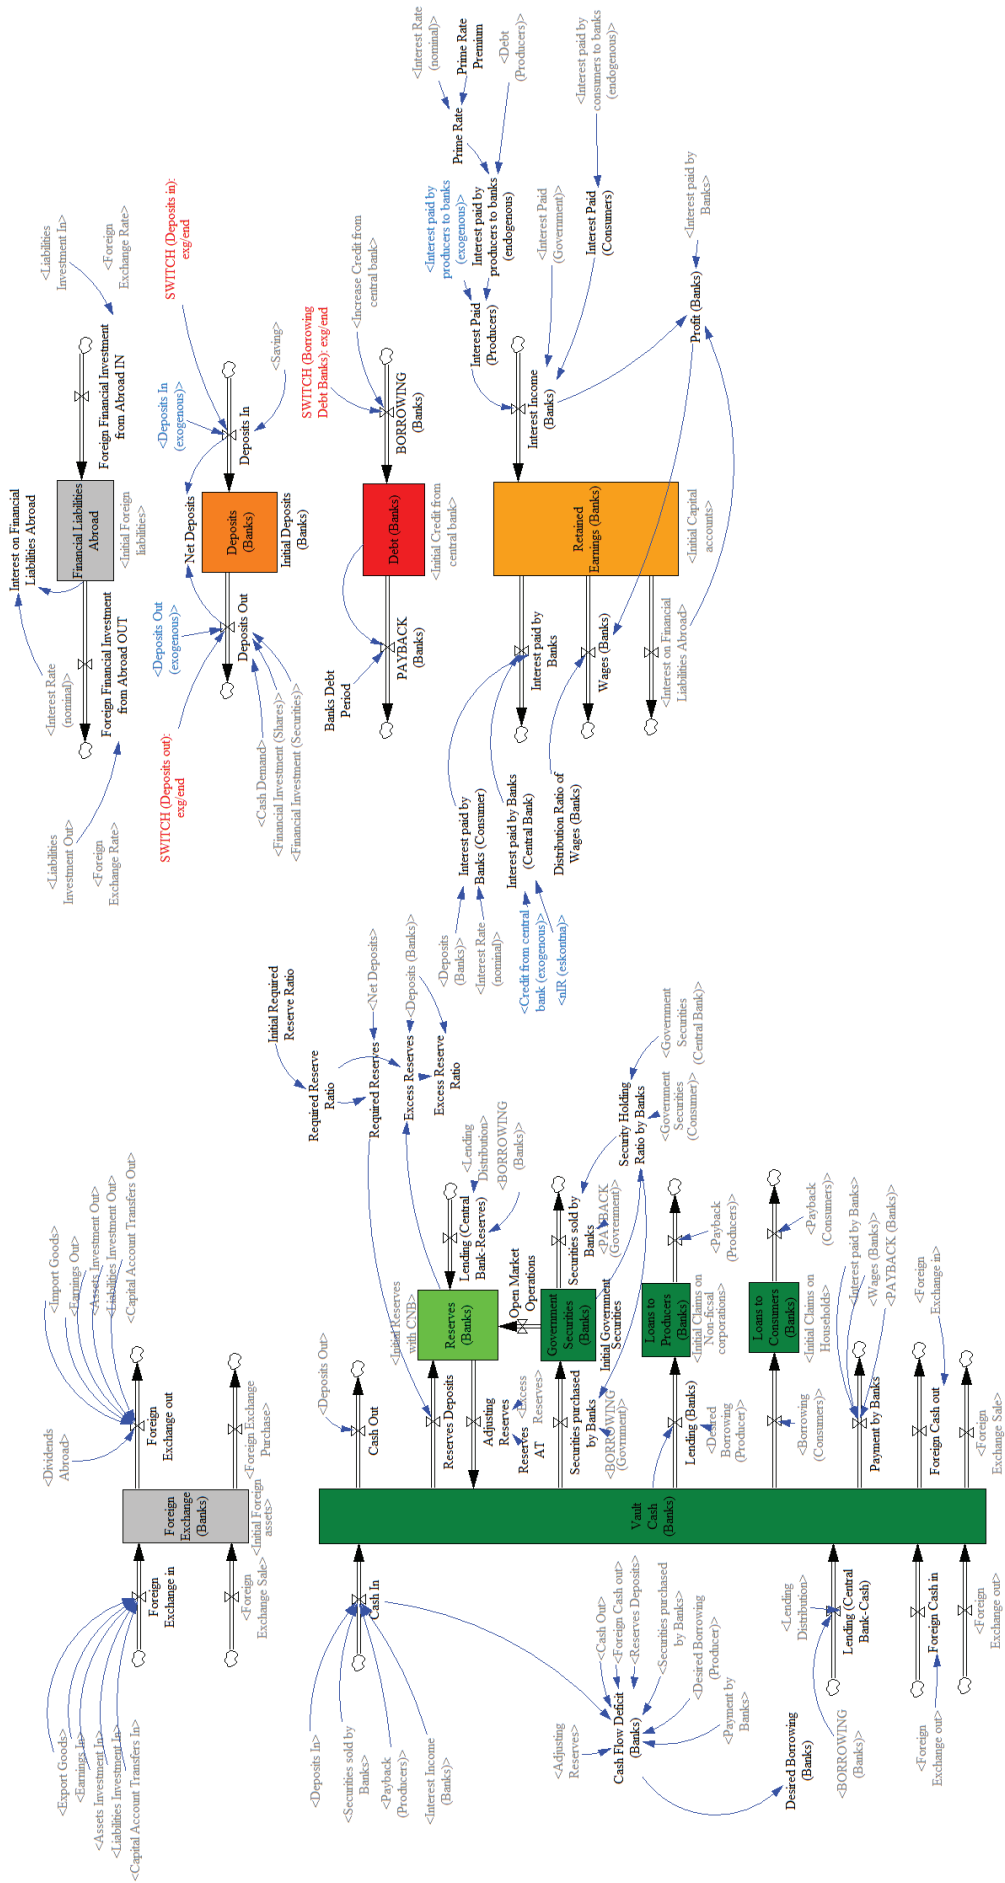 <Export Goods>
<Earnings In>
<Assets Investment In>
<Liabilities Investment In>
<Capital Account Transfers In>
Foreign
Exchange in
<Foreign
Exchange Sale>
Foreign
Exchange
(Banks)
<Initial Foreign
assets>
<Dividends
Abroad>
<Import Goods>
<Earnings Out>
<Assets Investment Out>
<Liabilities Investment Out>
<Capital Account Transfers Out>
Foreign
Exchange out
<Foreign Exchange
Purchase>
<Deposits In>
<Securities sold by
Banks>
<Payback
(Producers)>
<Interest Income
(Banks)>
Cash In
<Deposits Out>
Cash Out
<Initial Reserves
with CNB>
Reserves Deposits
Adjusting
Reserves
Reserves
AT
<Excess
Reserves>
Reserves
(Banks)
Lending (Central
Bank-Reserves)
<Lending
Distribution>
<BORROWING
(Banks)>
Open Market
Operations
Initial Required
Reserve Ratio
Required Reserve
Ratio
<Net Deposits>
Required Reserves
<Deposits (Banks)>
Excess Reserves
Excess Reserve
Ratio
Securities purchased
by Banks
<BORROWING
(Government)>
Government
Securities
(Banks)
Initial Government
Securities
Securities sold by
Banks
<PAYBACK
(Government)>
Security Holding
Ratio by Banks
<Government
Securities
(Consumer)>
<Government
Securities
(Central Bank)>
<Adjusting
Reserves>
<Cash Out>
<Foreign Cash out>
<Reserves Deposits>
<Securities purchased
by Banks>
<Desired Borrowing
(Producer)>
<Payment by
Banks>
Cash Flow Deficit
(Banks)
Desired Borrowing
(Banks)
Vault
Cash
(Banks)
Lending (Banks)
<Desired
Borrowing
(Producer)>
Loans to
Producers
(Banks)
<Initial Claims on
Non-ficsal
corporations>
<Payback
(Producers)>
<Borrowing
(Consumers)>
Loans to
Consumers
(Banks)
<Initial Claims on
Households>
<Payback
(Consumers)>
<Lending
Distribution>
<BORROWING
(Banks)>
Lending (Central
Bank-Cash)
Payment by Banks
<Interest paid by Banks>
<Wages (Banks)>
<PAYBACK (Banks)>
<Foreign
Exchange out>
Foreign Cash in
Foreign Cash out
<Foreign
Exchange in>
<Foreign
Exchange out>
<Foreign
Exchange Sale>
<Interest Rate
(nominal)>
Interest on Financial
Liabilities Abroad
<Liabilities
Investment Out>
<Foreign
Exchange Rate>
Foreign Financial Investment
from Abroad OUT
Financial Liabilities
Abroad
<Initial Foreign
liabilities>
Foreign Financial Investment
from Abroad IN
<Liabilities
Investment In>
<Foreign
Exchange Rate>
SWITCH (Deposits out):
exg/end
<Deposits Out
(exogenous)>
Deposits Out
<Cash Demand>
<Financial Investment (Shares)>
<Financial Investment (Securities)>
Net Deposits
Deposits
(Banks)
Initial Deposits
(Banks)
<Deposits In
(exogenous)>
SWITCH (Deposits in):
exg/end
Deposits In
<Saving>
Banks Debt
Period
PAYBACK
(Banks)
Debt (Banks)
<Initial Credit from
central bank>
SWITCH (Borrowing
Debt Banks): exg/end
<Increase Credit from
central bank>
BORROWING
(Banks)
<Deposits
(Banks)>
<Interest Rate
(nominal)>
Interest paid by
Banks (Consumer)
<Credit from central
bank (exogenous)>
<nIR (eskontna)>
Interest paid by Banks
(Central Bank)
Distribution Ratio of
Wages (Banks)
Interest paid by
Banks
Wages (Banks)
<Interest on Financial
Liabilities Abroad>
Retained
Earnings (Banks)
<Initial Capital
accounts>
Interest Income
(Banks)
Interest Paid
(Producers)
<Interest paid by
producers to banks
(exogenous)>
Interest paid by
producers to banks
(endogenous)
Prime Rate
<Interest Rate
(nominal)>
Prime Rate
Premium
<Debt
(Producers)>
<Interest Paid
(Government)>
Interest Paid
(Consumers)
<Interest paid by
consumers to banks
(endogenous)>
Profit (Banks)
<Interest paid by
Banks>